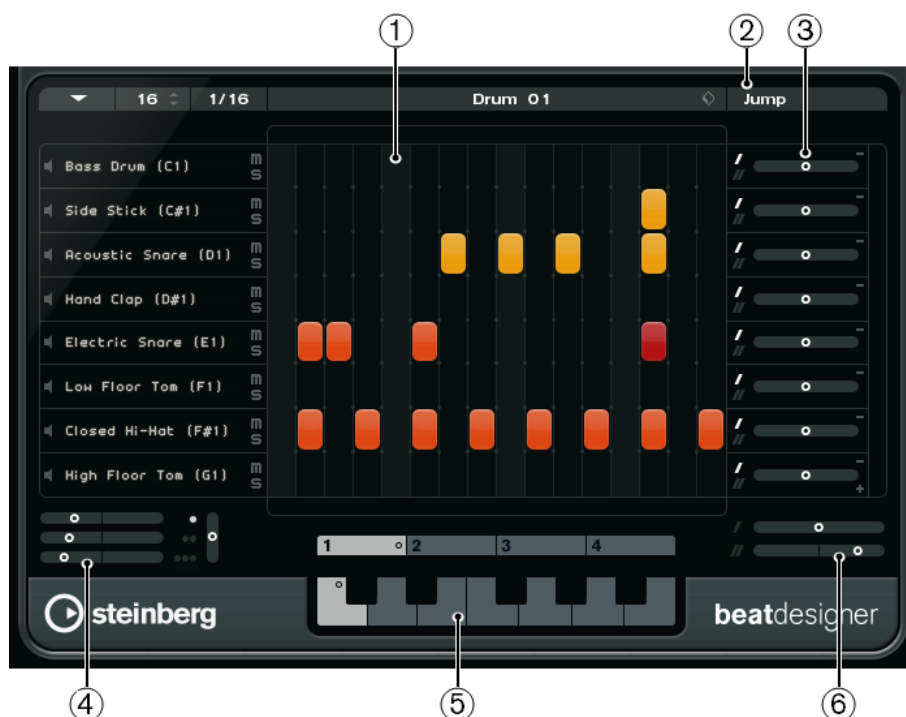 ① ② ③
16 1/16 Drum 01 Jump
Bass Drum (C1) m S
Side Stick (C#1) m S
Acoustic Snare (D1) m S
Hand Clap (D#1) m S
Electric Snare (E1) m S
Low Floor Tom (F1) m S
Closed Hi-Hat (F#1) m S
High Floor Tom (G1) m S
1 2 3 4
steinberg beatdesigner
④ ⑤ ⑥